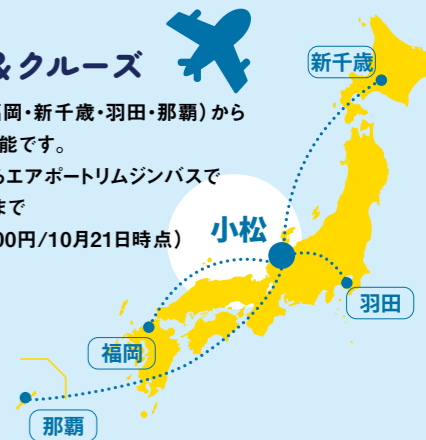 &クルーズ
岡・新千歳・羽田・那覇)から
能です。
エアポートリムジンバスで
まで
00円/10月21日時点)
新千歳
小松
羽田
福岡
那覇